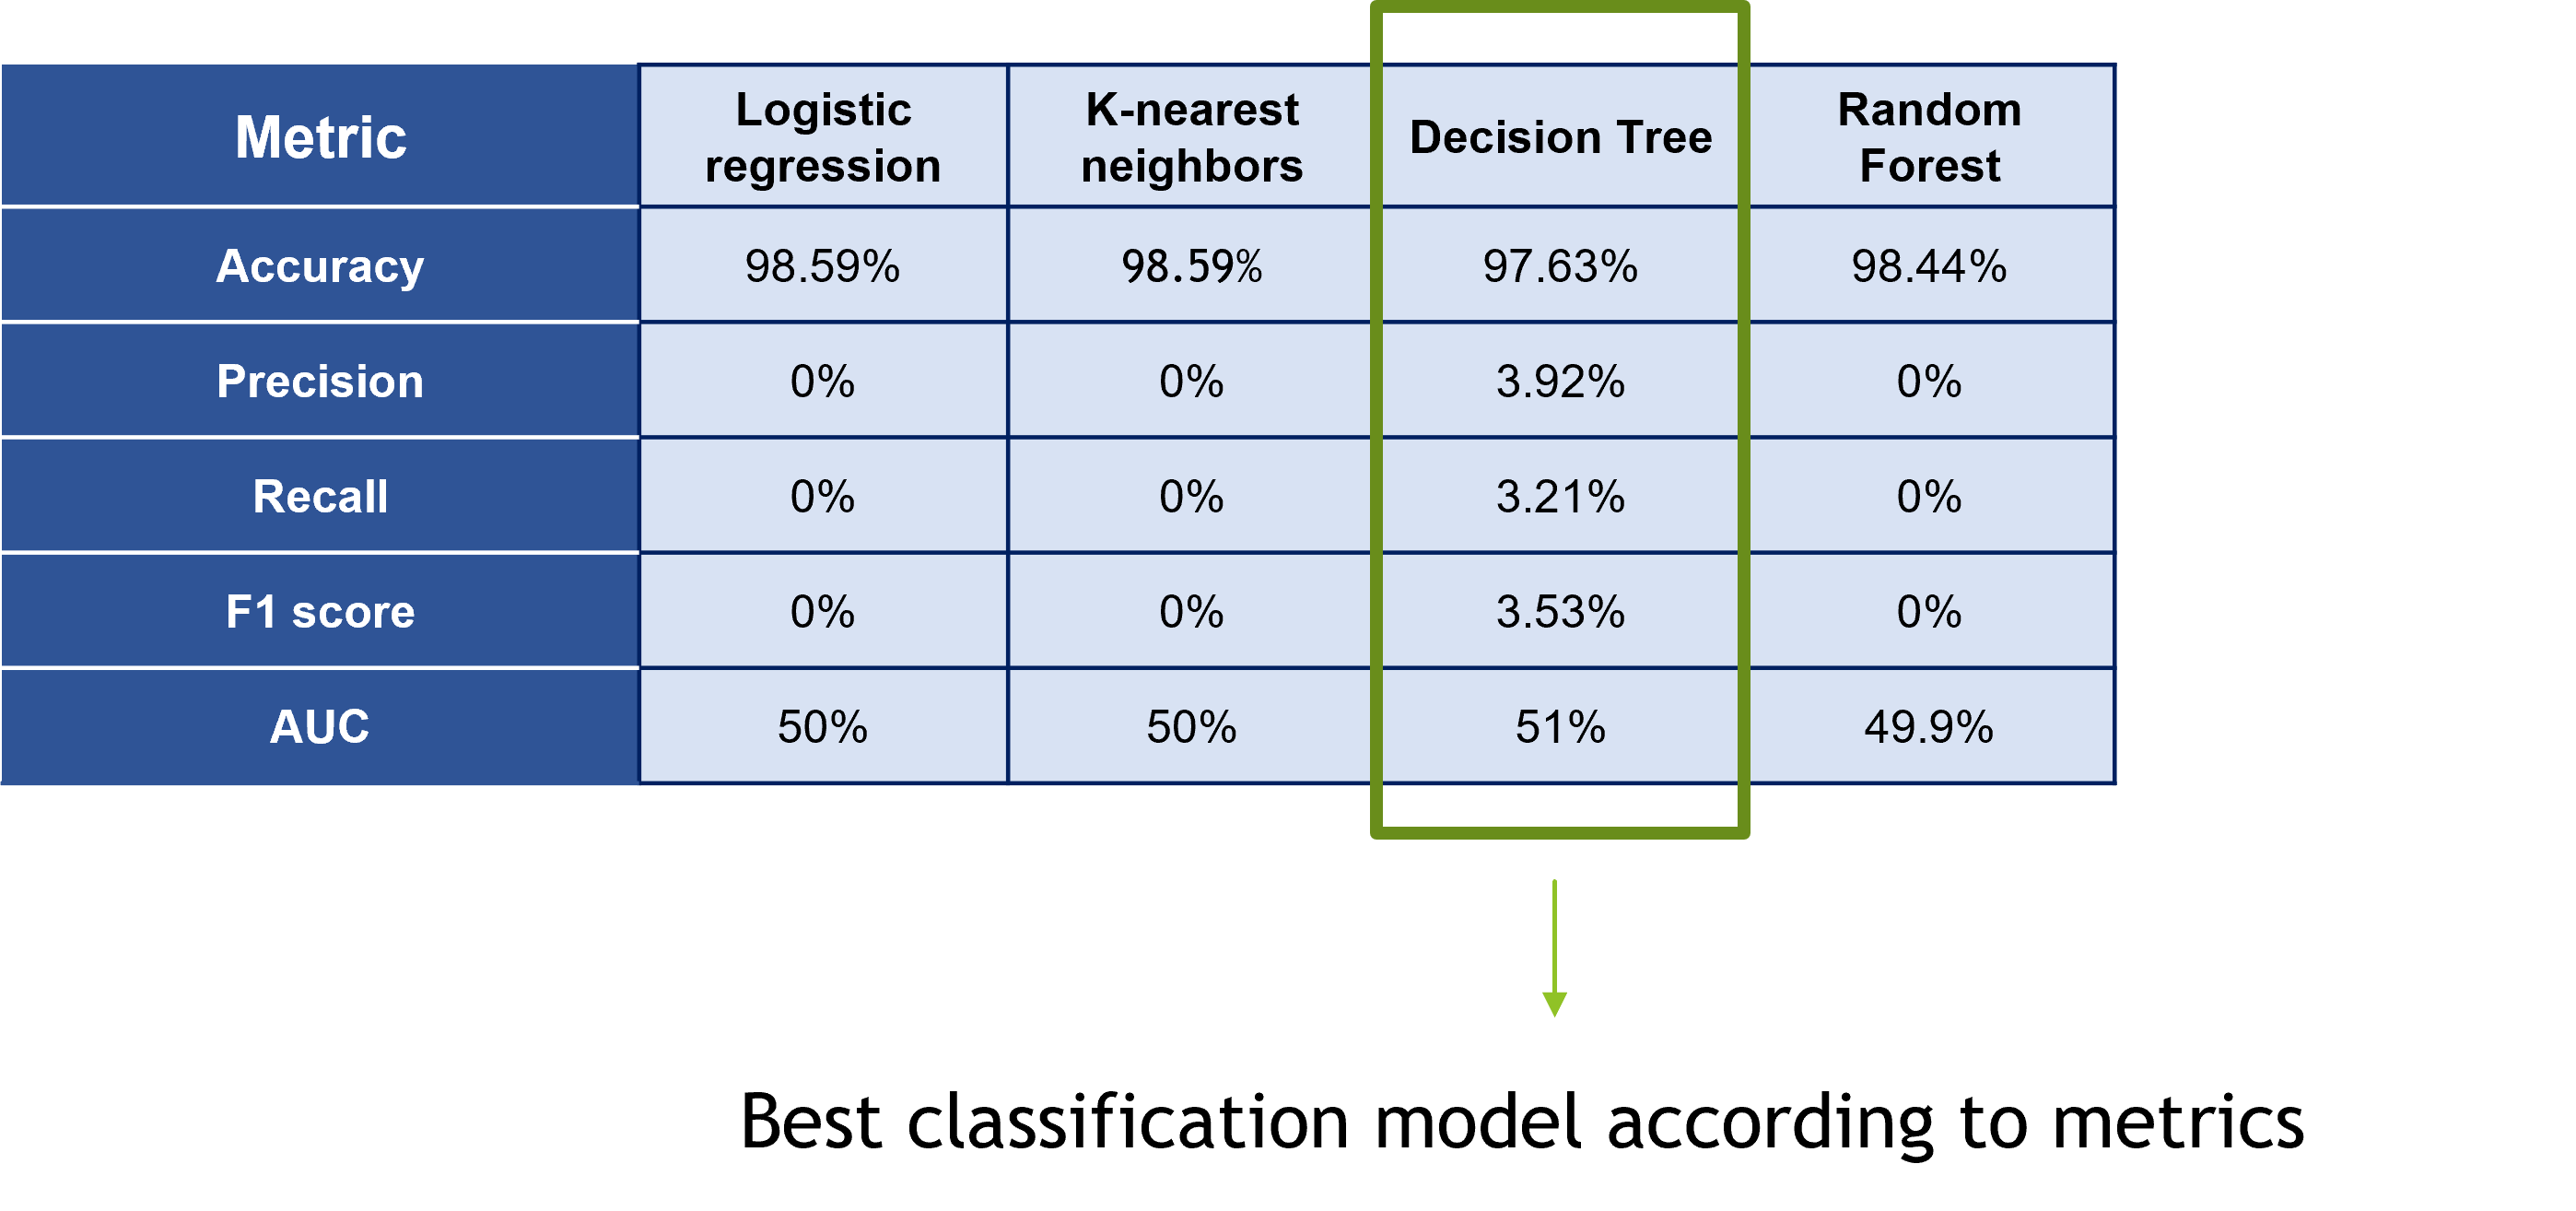 Metric Logistic regression K-nearest neighbors Decision Tree Random Forest
Accuracy 98.59% 98.59% 97.63% 98.44%
Precision 0% 0% 3.92% 0%
Recall 0% 0% 3.21% 0%
F1 score 0% 0% 3.53% 0%
AUC 50% 50% 51% 49.9%
Best classification model according to metrics